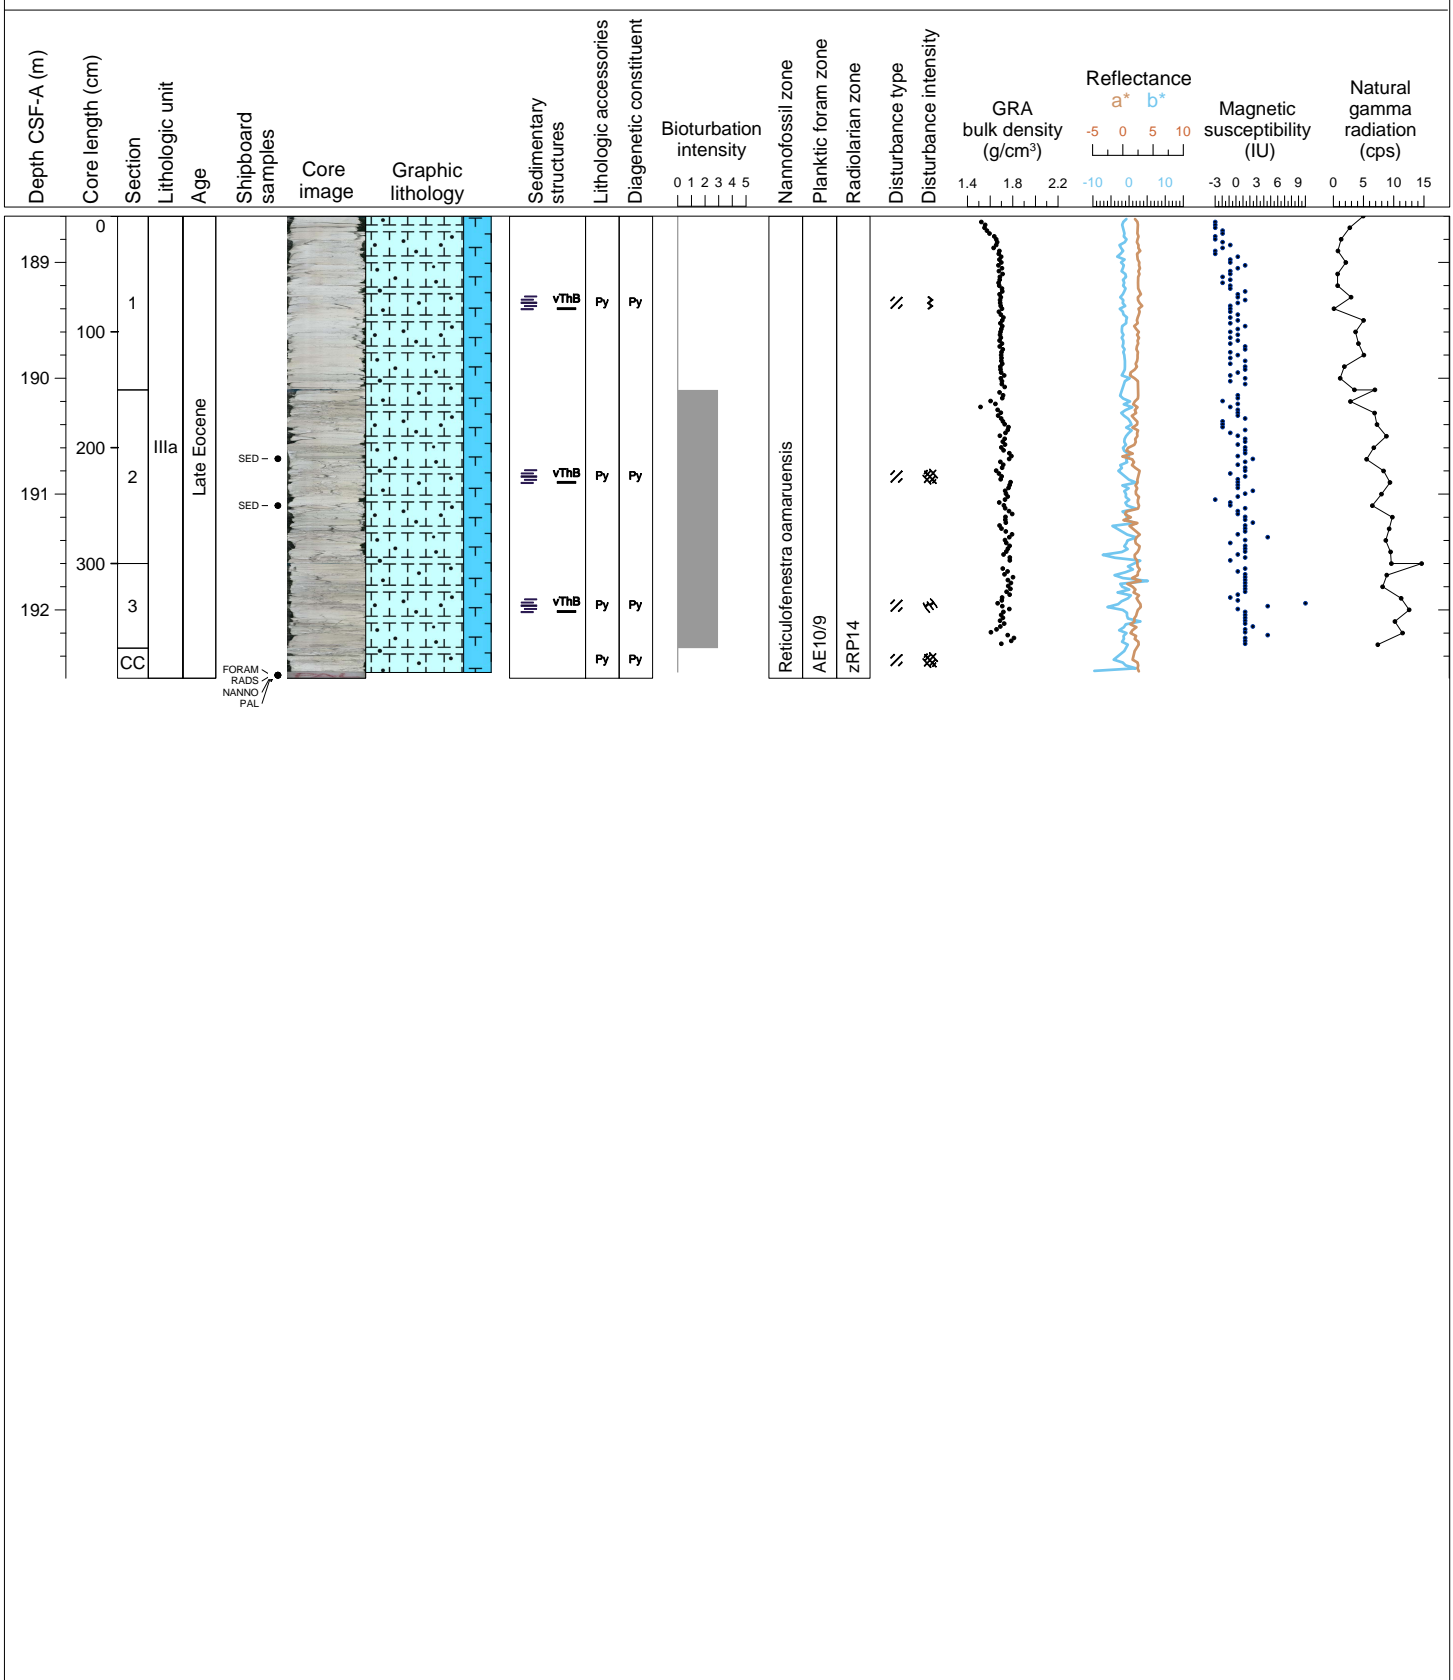 Depth CSF-A (m)
Core length (cm)
Section
Lithologic unit
Age
Shipboard
samples
Core
image
Graphic
lithology
Sedimentary
structures
Lithologic accessories
Diagenetic constituent
Bioturbation
intensity
0 1 2 3 4 5
Nannofossil zone
Planktic foram zone
Radiolarian zone
Disturbance type
Disturbance intensity
GRA
bulk density
(g/cm³)
1.4 1.8 2.2
Reflectance
a* b*
-5 0 5 10
-10 0 10
Magnetic
susceptibility
(IU)
-3 0 3 6 9
Natural
gamma
radiation
(cps)
0 5 10 15
189
190
191
192
0
100
200
300
1
2
3
CC
IIIa
Late Eocene
SED
SED
FORAM
RADS
NANNO
PAL
vThB
Py
Py
vThB
Py
Py
vThB
Py
Py
Py
Py
Reticulofenestra oamaruensis
AE10/9
zRP14